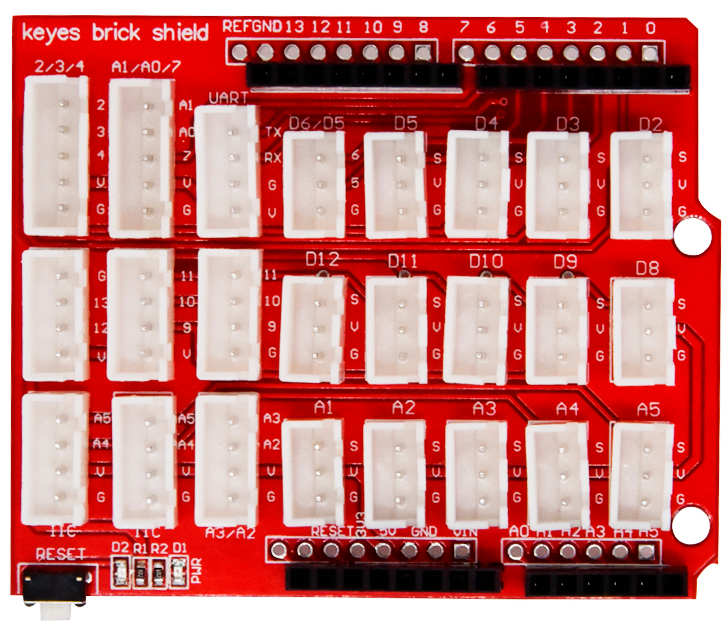 keyes brick shield
REFGND13 12 11 10 9 8
7 6 5 4 3 2 1 0
2/3/4
A1/A0/7
UART
D6/D5
D5
D4
D3
D2
2
3
4
V
G
A1
A0
7
V
G
TX
RX
G
V
6
5
V
G
S
V
G
S
V
G
S
V
G
S
V
G
D12
D11
D10
D9
D8
G
13
12
V
11
10
9
V
11
10
9
G
S
V
G
S
V
G
S
V
G
S
V
G
S
V
G
A1
A2
A3
A4
A5
A5
A4
V
G
A5
A4
V
G
A3
A2
V
G
S
V
G
S
V
G
S
V
G
S
V
G
S
V
G
IIC
IIC
A3/A2
RESET 3V3 5V GND VIN
A0 A1 A2 A3 A4 A5
RESET
D2 R1 R2 D1
PWR